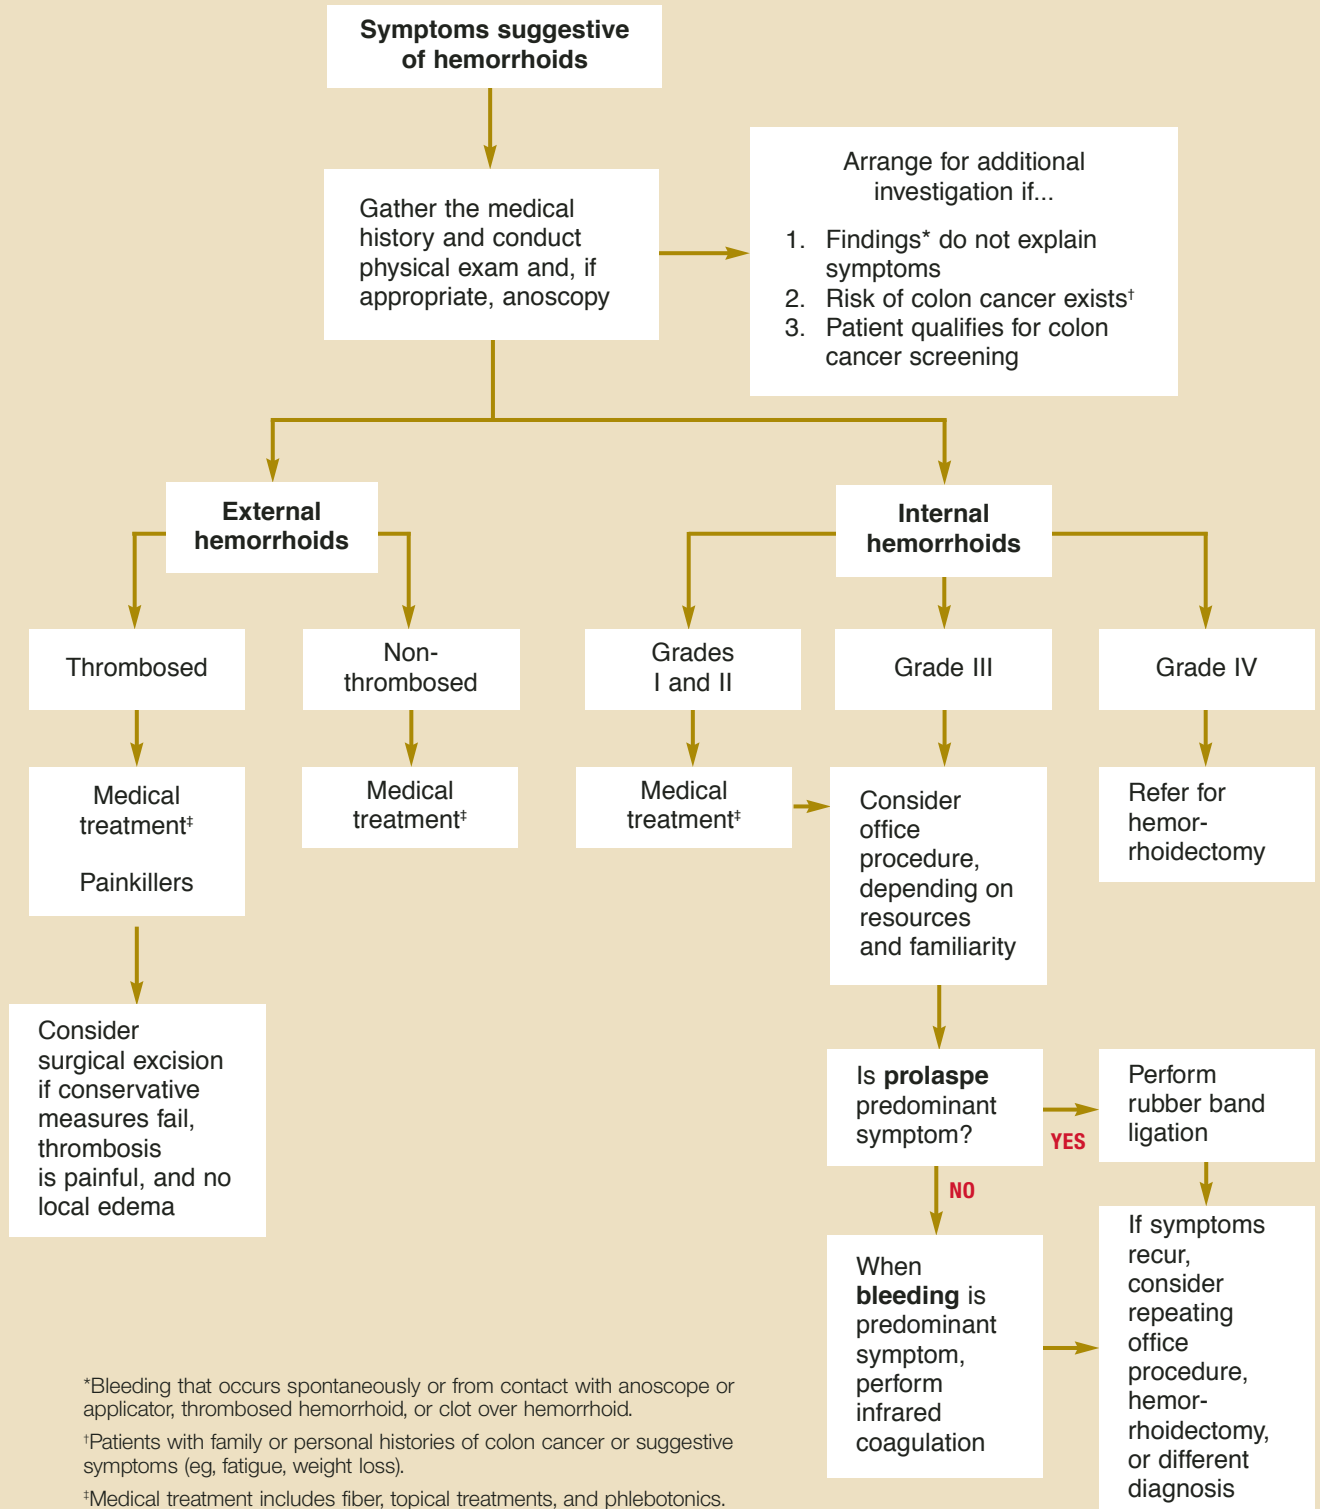 Symptoms suggestive
of hemorrhoids
Gather the medical
history and conduct
physical exam and, if
appropriate, anoscopy
Arrange for additional
investigation if...
1. Findings* do not explain
symptoms
2. Risk of colon cancer exists†
3. Patient qualifies for colon
cancer screening
External
hemorrhoids
Internal
hemorrhoids
Thrombosed
Non-
thrombosed
Grades
I and II
Grade III
Grade IV
Medical
treatment‡
Painkillers
Medical
treatment‡
Medical
treatment‡
Consider
office
procedure,
depending on
resources
and familiarity
Refer for
hemor-
rhoidectomy
Consider
surgical excision
if conservative
measures fail,
thrombosis
is painful, and no
local edema
Is prolaspe
predominant
symptom?
YES
Perform
rubber band
ligation
NO
When
bleeding is
predominant
symptom,
perform
infrared
coagulation
If symptoms
recur,
consider
repeating
office
procedure,
hemor-
rhoidectomy,
or different
diagnosis
*Bleeding that occurs spontaneously or from contact with anoscope or
applicator, thrombosed hemorrhoid, or clot over hemorrhoid.
†Patients with family or personal histories of colon cancer or suggestive
symptoms (eg, fatigue, weight loss).
‡Medical treatment includes fiber, topical treatments, and phlebotonics.